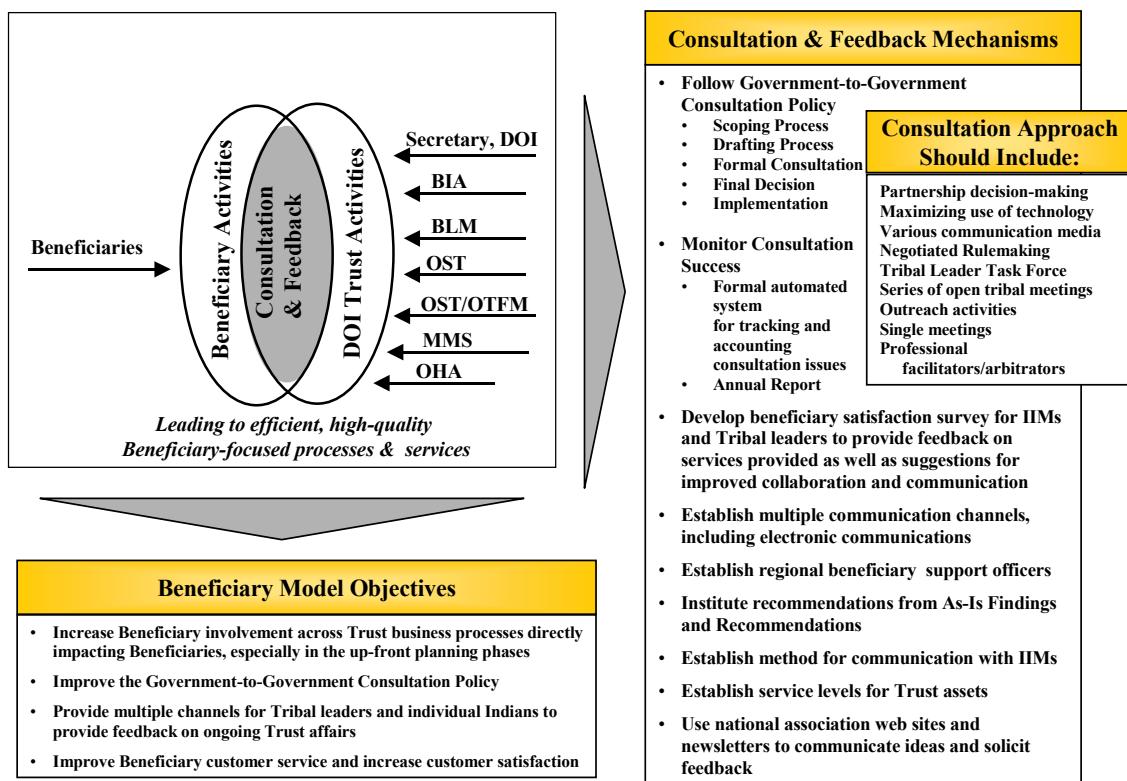 Beneficiaries
Beneficiary Activities
Consultation
& Feedback
DOI Trust Activities
Secretary, DOI
BIA
BLM
OST
OST/OTFM
MMS
OHA
Leading to efficient, high-quality
Beneficiary-focused processes & services
Beneficiary Model Objectives
• Increase Beneficiary involvement across Trust business processes directly
impacting Beneficiaries, especially in the up-front planning phases
• Improve the Government-to-Government Consultation Policy
• Provide multiple channels for Tribal leaders and individual Indians to
provide feedback on ongoing Trust affairs
• Improve Beneficiary customer service and increase customer satisfaction
Consultation & Feedback Mechanisms
• Follow Government-to-Government
Consultation Policy
• Scoping Process
• Drafting Process
• Formal Consultation
• Final Decision
• Implementation
• Monitor Consultation
Success
• Formal automated
system
for tracking and
accounting
consultation issues
• Annual Report
• Develop beneficiary satisfaction survey for IIMs
and Tribal leaders to provide feedback on
services provided as well as suggestions for
improved collaboration and communication
• Establish multiple communication channels,
including electronic communications
• Establish regional beneficiary support officers
• Institute recommendations from As-Is Findings
and Recommendations
• Establish method for communication with IIMs
• Establish service levels for Trust assets
• Use national association web sites and
newsletters to communicate ideas and solicit
feedback
Consultation Approach
Should Include:
Partnership decision-making
Maximizing use of technology
Various communication media
Negotiated Rulemaking
Tribal Leader Task Force
Series of open tribal meetings
Outreach activities
Single meetings
Professional
facilitators/arbitrators